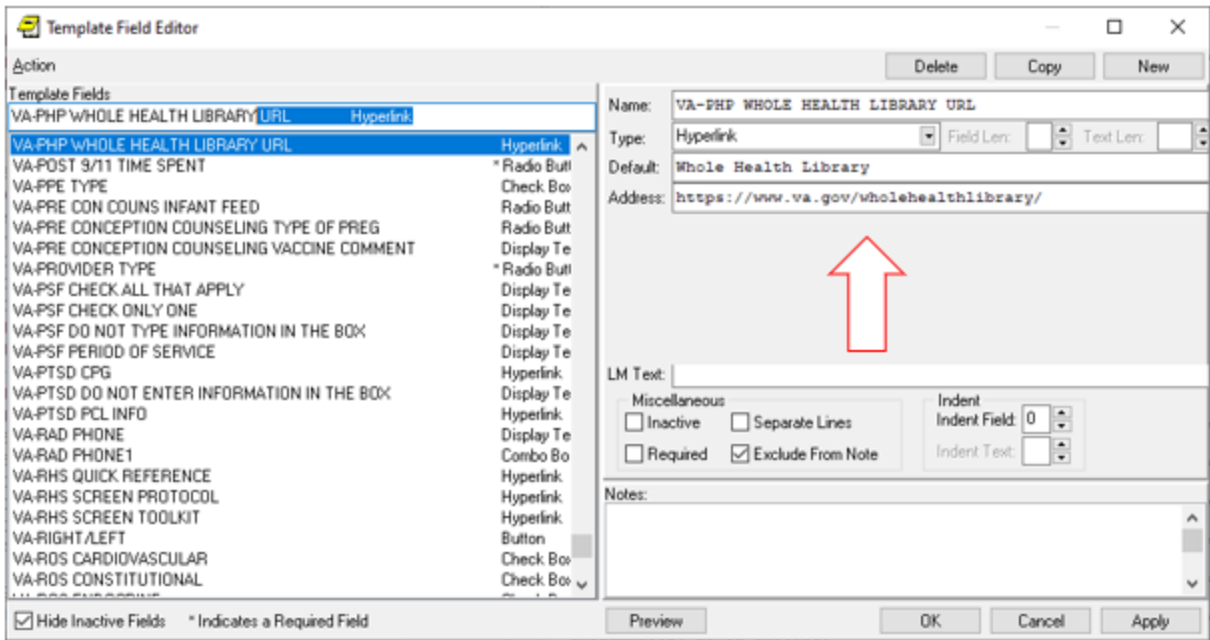 Template Field Editor
Action
Delete Copy New
Template Fields
VA-PHP WHOLE HEALTH LIBRARY URL Hyperlink
VA-PHP WHOLE HEALTH LIBRARY URL Hyperlink
VA-POST 9/11 TIME SPENT * Radio Butt
VA-PPE TYPE Check Box
VA-PRE CON COUNS INFANT FEED Radio Butt
VA-PRE CONCEPTION COUNSELING TYPE OF PREG Radio Butt
VA-PRE CONCEPTION COUNSELING VACCINE COMMENT Display Te
VA-PROVIDER TYPE * Radio Butt
VA-PSF CHECK ALL THAT APPLY Display Te
VA-PSF CHECK ONLY ONE Display Te
VA-PSF DO NOT TYPE INFORMATION IN THE BOX Display Te
VA-PSF PERIOD OF SERVICE Display Te
VA-PTSD CPG Hyperlink
VA-PTSD DO NOT ENTER INFORMATION IN THE BOX Display Te
VA-PTSD PCL INFO Hyperlink
VA-RAD PHONE Display Te
VA-RAD PHONE1 Combo Bo
VA-RHS QUICK REFERENCE Hyperlink
VA-RHS SCREEN PROTOCOL Hyperlink
VA-RHS SCREEN TOOLKIT Hyperlink
VA-RIGHT/LEFT Button
VA-ROS CARDIOVASCULAR Check Box
VA-ROS CONSTITUTIONAL Check Box
Hide Inactive Fields * Indicates a Required Field
Name: VA-PHP WHOLE HEALTH LIBRARY URL
Type: Hyperlink Field Len: Text Len:
Default: Whole Health Library
Address: https://www.va.gov/wholehealthlibrary/
LM Text:
Miscellaneous
Inactive Separate Lines
Required Exclude From Note
Indent
Indent Field: 0
Indent Text:
Notes:
Preview OK Cancel Apply